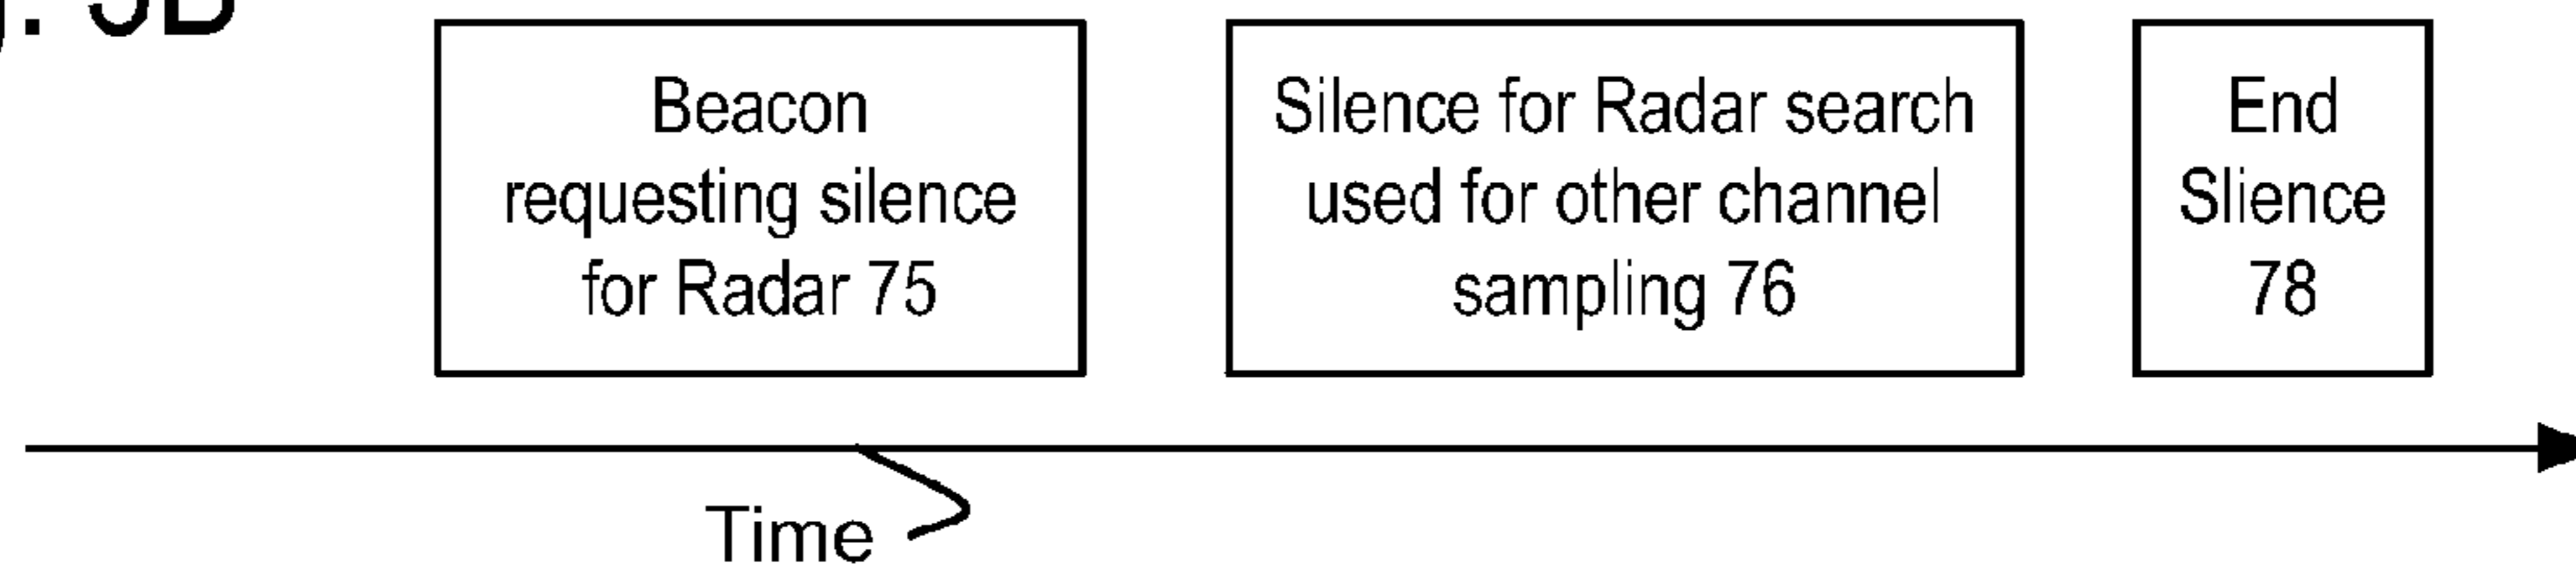 Beacon
requesting silence
for Radar 75
Silence for Radar search
used for other channel
sampling 76
End
Slience
78
Time